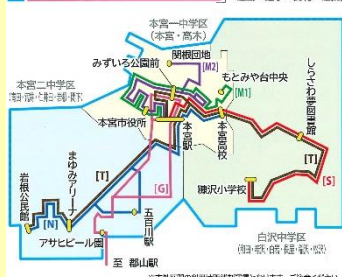 本宮一中学区
(本宮・高木)
関根団地
みずいろ公園前
[M2]
もとみや台中央
[M1]
本宮二中学区
本宮市役所
本宮駅
本宮高校
しらさわ夢図書館
[T]
[S]
まゆみアリーナ
[T]
[G]
糠沢小学校
岩根公民館
[N]
五百川駅
アサヒビール園
白沢中学区
至 郡山駅